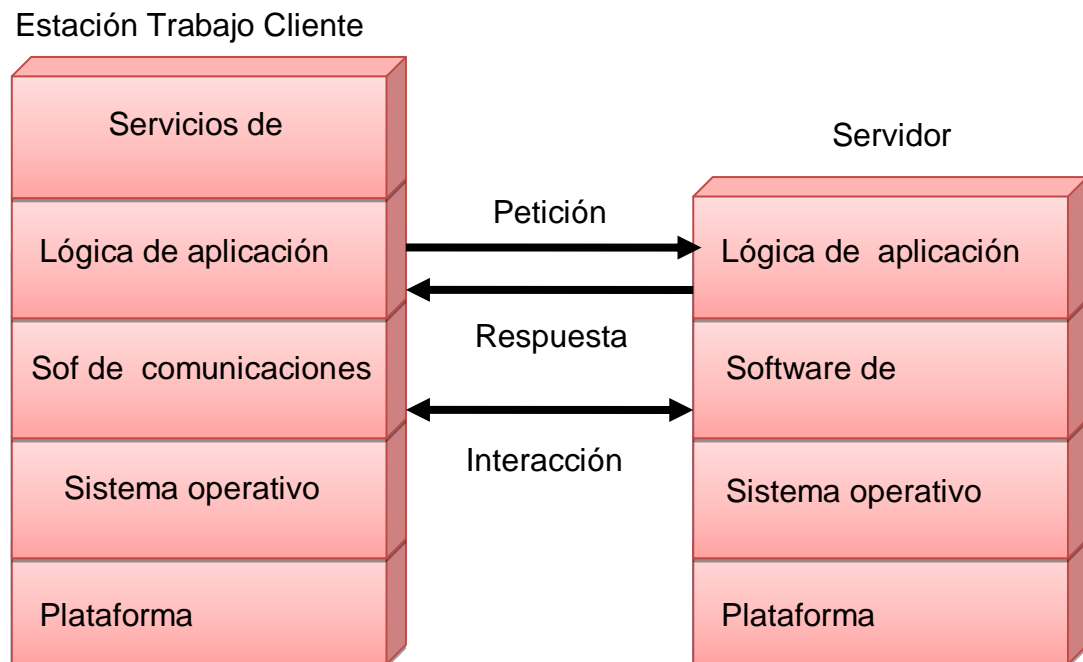 Estación Trabajo Cliente
Servicios de
Lógica de aplicación
Sof de comunicaciones
Sistema operativo
Plataforma
Petición
Respuesta
Interacción
Servidor
Lógica de aplicación
Software de
Sistema operativo
Plataforma